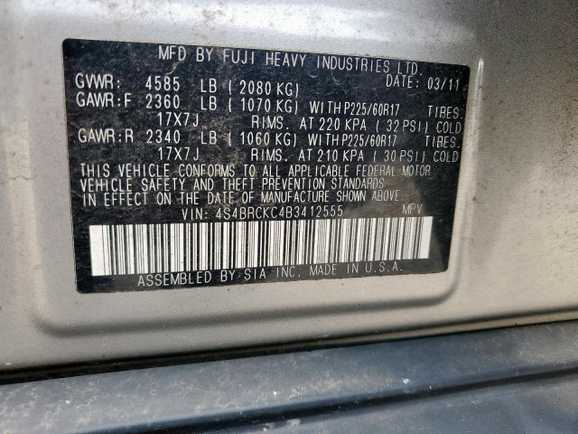 MFD BY FUJI HEAVY INDUSTRIES LTD.
GVWR: 4585 LB ( 2080 KG) DATE: 03/11
GAWR:F 2360 LB ( 1070 KG) WITH P225/60R17 TIRES.
17X7J RIMS. AT 220 KPA ( 32 PSI) COLD
GAWR:R 2340 LB ( 1060 KG) WITH P225/60R17 TIRES.
17X7J RIMS. AT 210 KPA ( 30 PSI) COLD
THIS VEHICLE CONFORMS TO ALL APPLICABLE FEDERAL MOTOR
VEHICLE SAFETY AND THEFT PREVENTION STANDARDS
IN EFFECT ON THE DATE OF MANUFACTURE SHOWN ABOVE.
VIN: 4S4BRCKC4B3412555 MPV
ASSEMBLED BY SIA INC. MADE IN U.S.A.